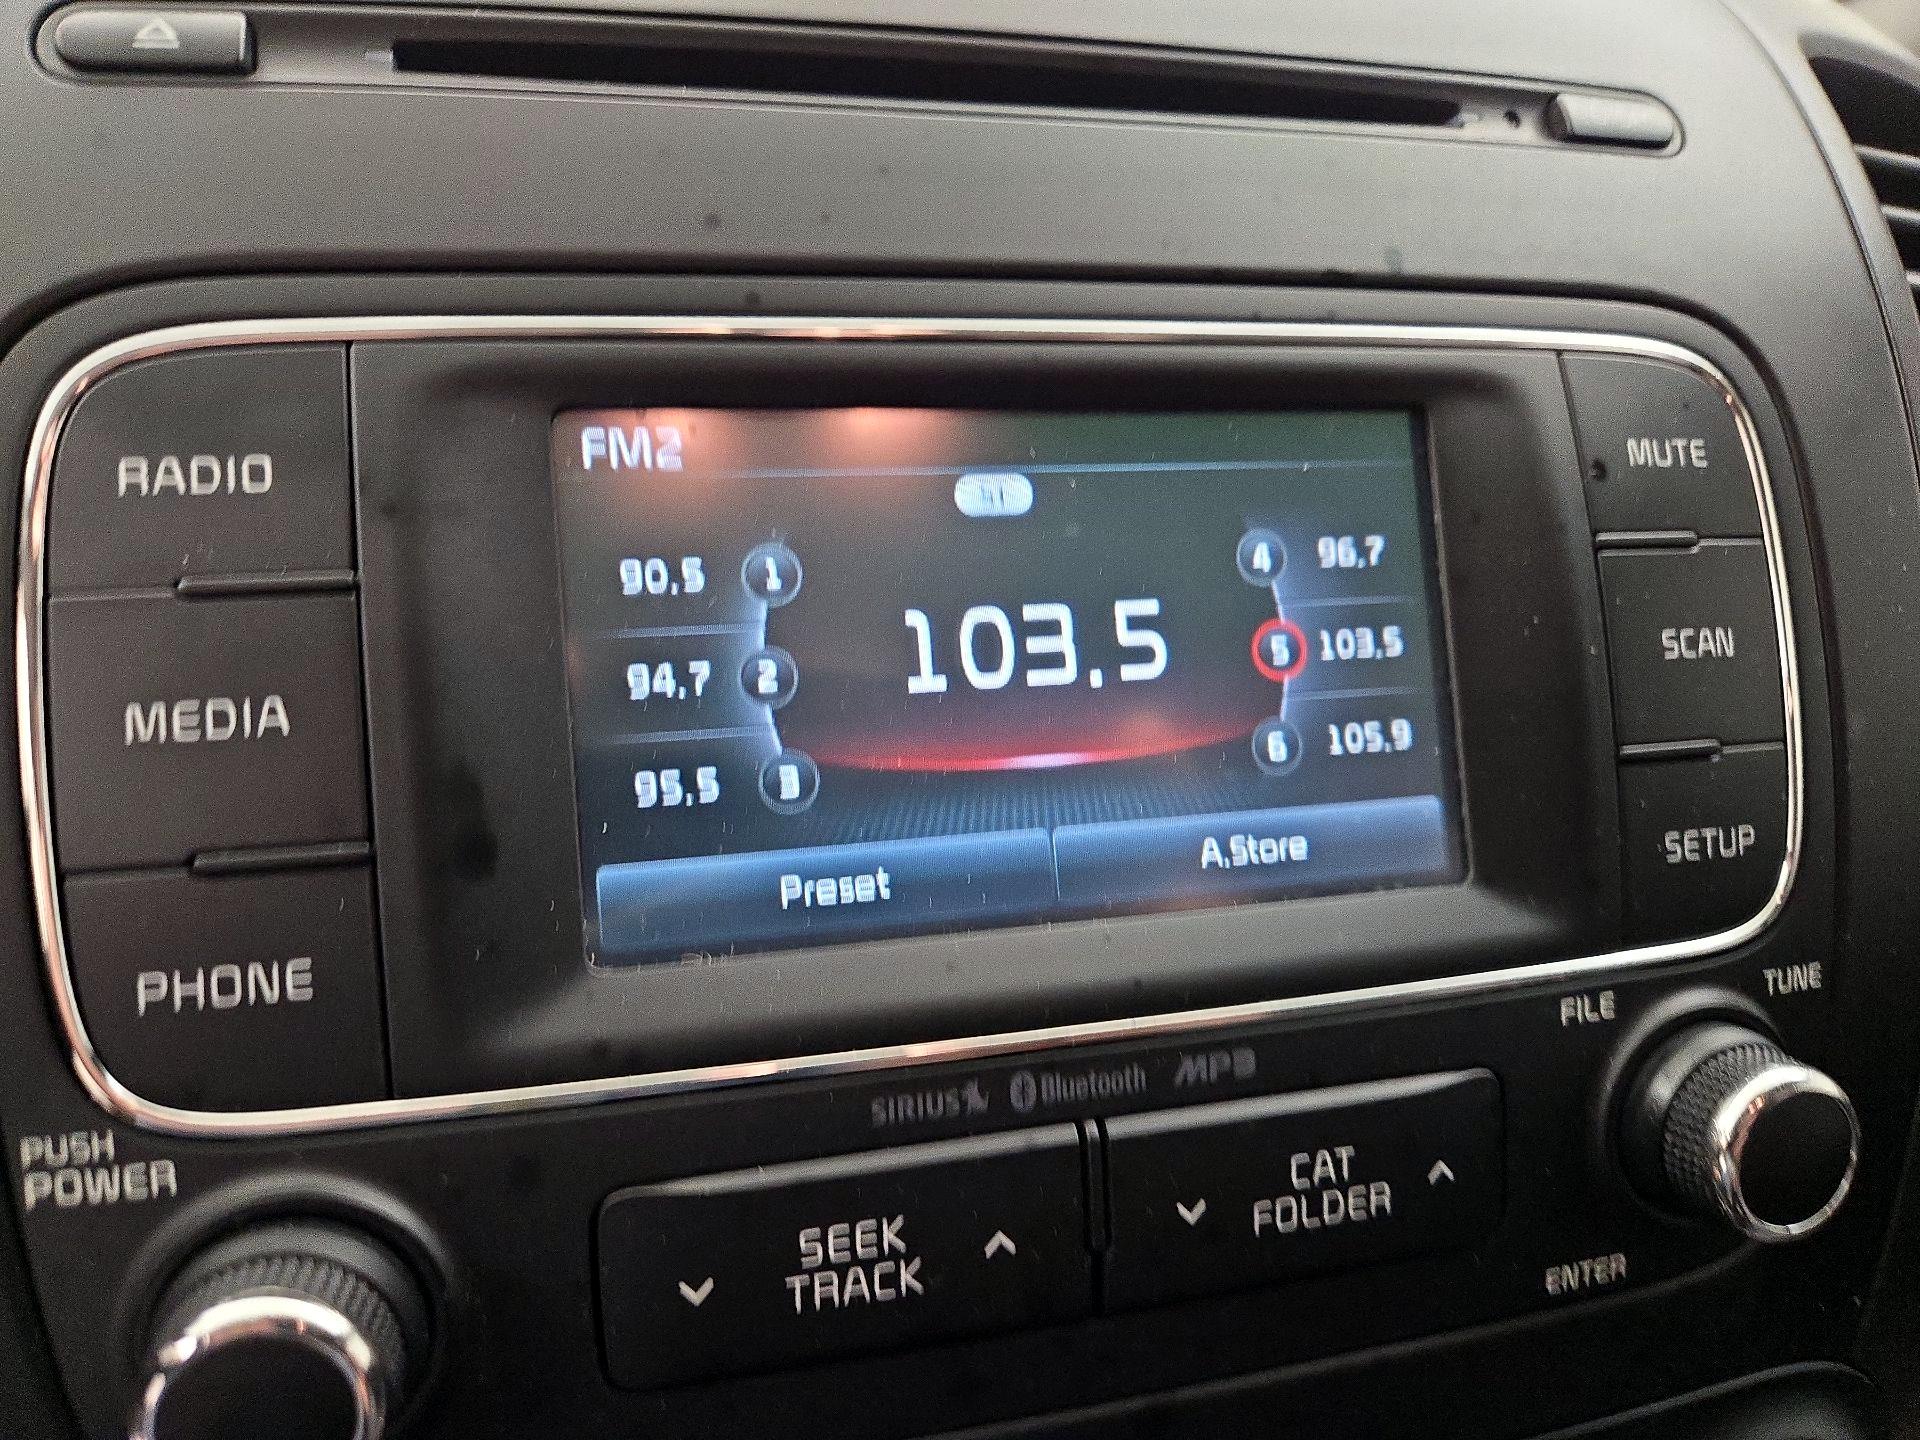 RADIO
MEDIA
PHONE
FM2
90.5 1
94.7 2
95.5 3
103.5
4 96.7
5 103.5
6 105.9
Preset
A.Store
MUTE
SCAN
SETUP
SIRIUS Bluetooth MP3
PUSH
POWER
SEEK
TRACK
CAT
FOLDER
FILE
TUNE
ENTER